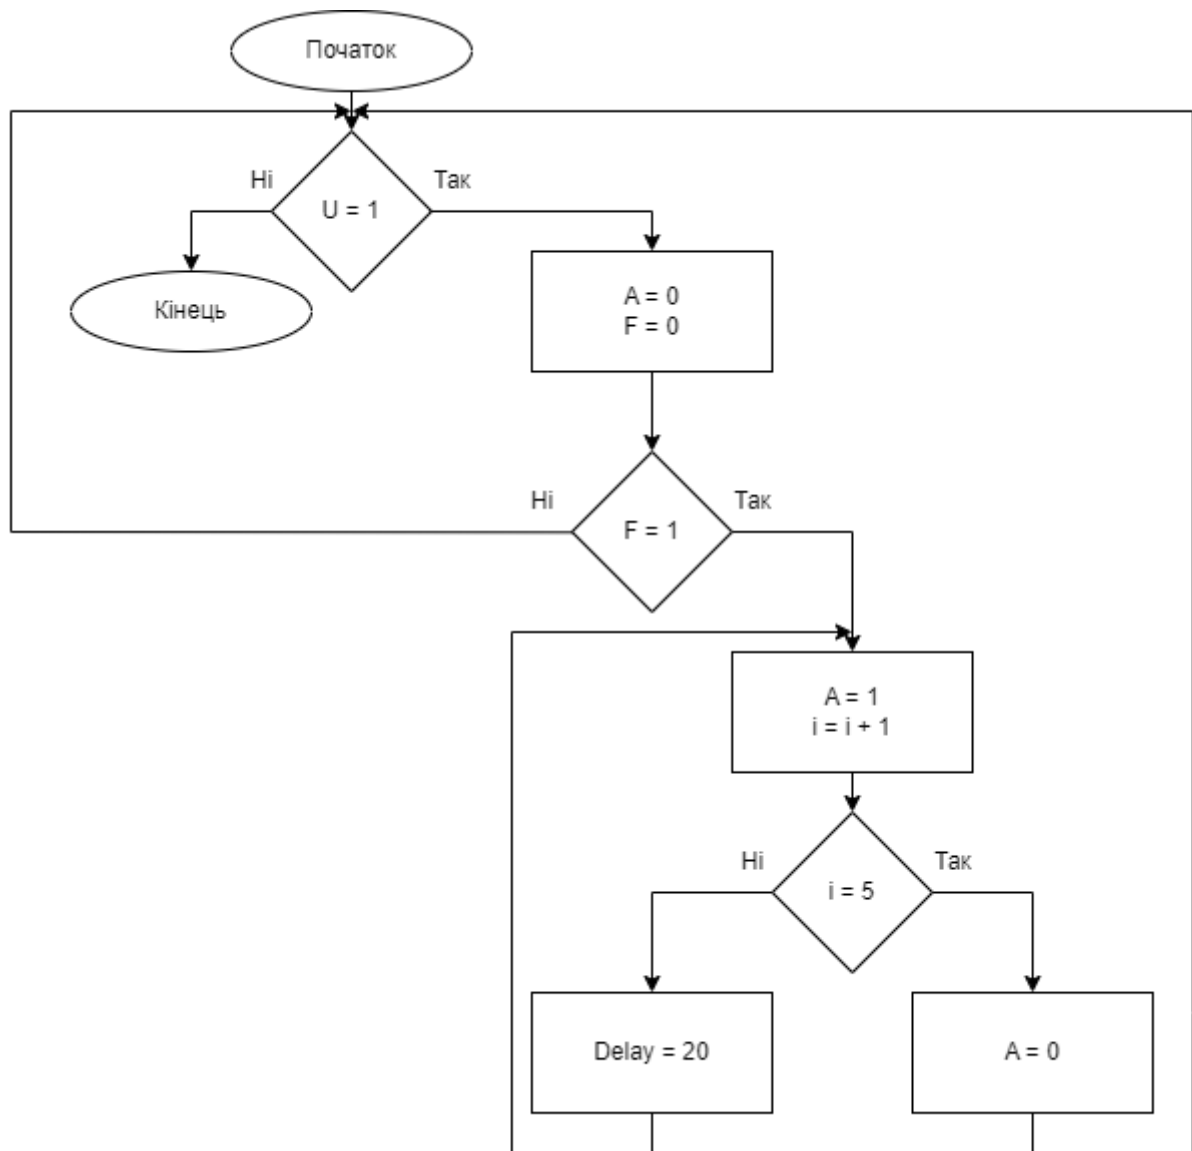 Початок
Ні
Так
U = 1
Кінець
A = 0
F = 0
Ні
Так
F = 1
A = 1
i = i + 1
Ні
Так
i = 5
Delay = 20
A = 0